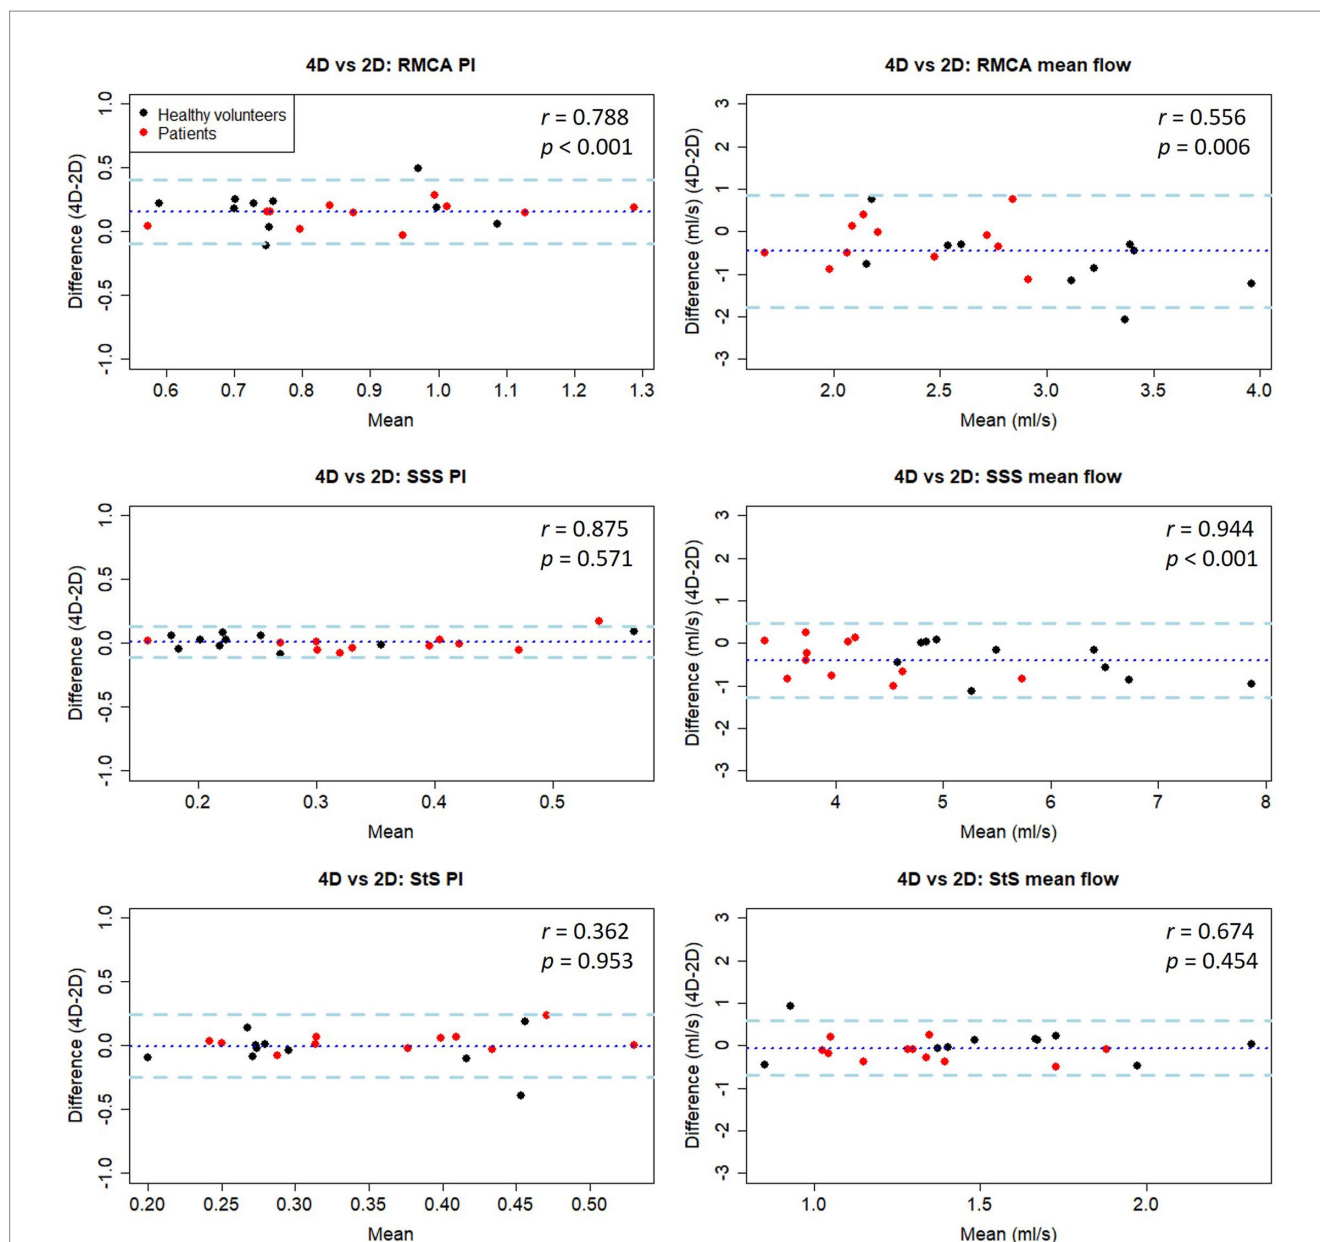 4D vs 2D: RMCA PI
Difference (4D-2D)
1.0
0.5
0.0
-0.5
-1.0
Healthy volunteers
Patients
r = 0.788
p < 0.001
0.6 0.7 0.8 0.9 1.0 1.1 1.2 1.3
Mean
4D vs 2D: RMCA mean flow
Difference (ml/s) (4D-2D)
3
2
1
0
-1
-2
-3
r = 0.556
p = 0.006
2.0 2.5 3.0 3.5 4.0
Mean (ml/s)
4D vs 2D: SSS PI
Difference (4D-2D)
1.0
0.5
0.0
-0.5
-1.0
r = 0.875
p = 0.571
0.2 0.3 0.4 0.5
Mean
4D vs 2D: SSS mean flow
Difference (ml/s) (4D-2D)
3
2
1
0
-1
-2
-3
r = 0.944
p < 0.001
4 5 6 7 8
Mean (ml/s)
4D vs 2D: StS PI
Difference (4D-2D)
1.0
0.5
0.0
-0.5
-1.0
r = 0.362
p = 0.953
0.20 0.25 0.30 0.35 0.40 0.45 0.50
Mean
4D vs 2D: StS mean flow
Difference (ml/s) (4D-2D)
3
2
1
0
-1
-2
-3
r = 0.674
p = 0.454
1.0 1.5 2.0
Mean (ml/s)